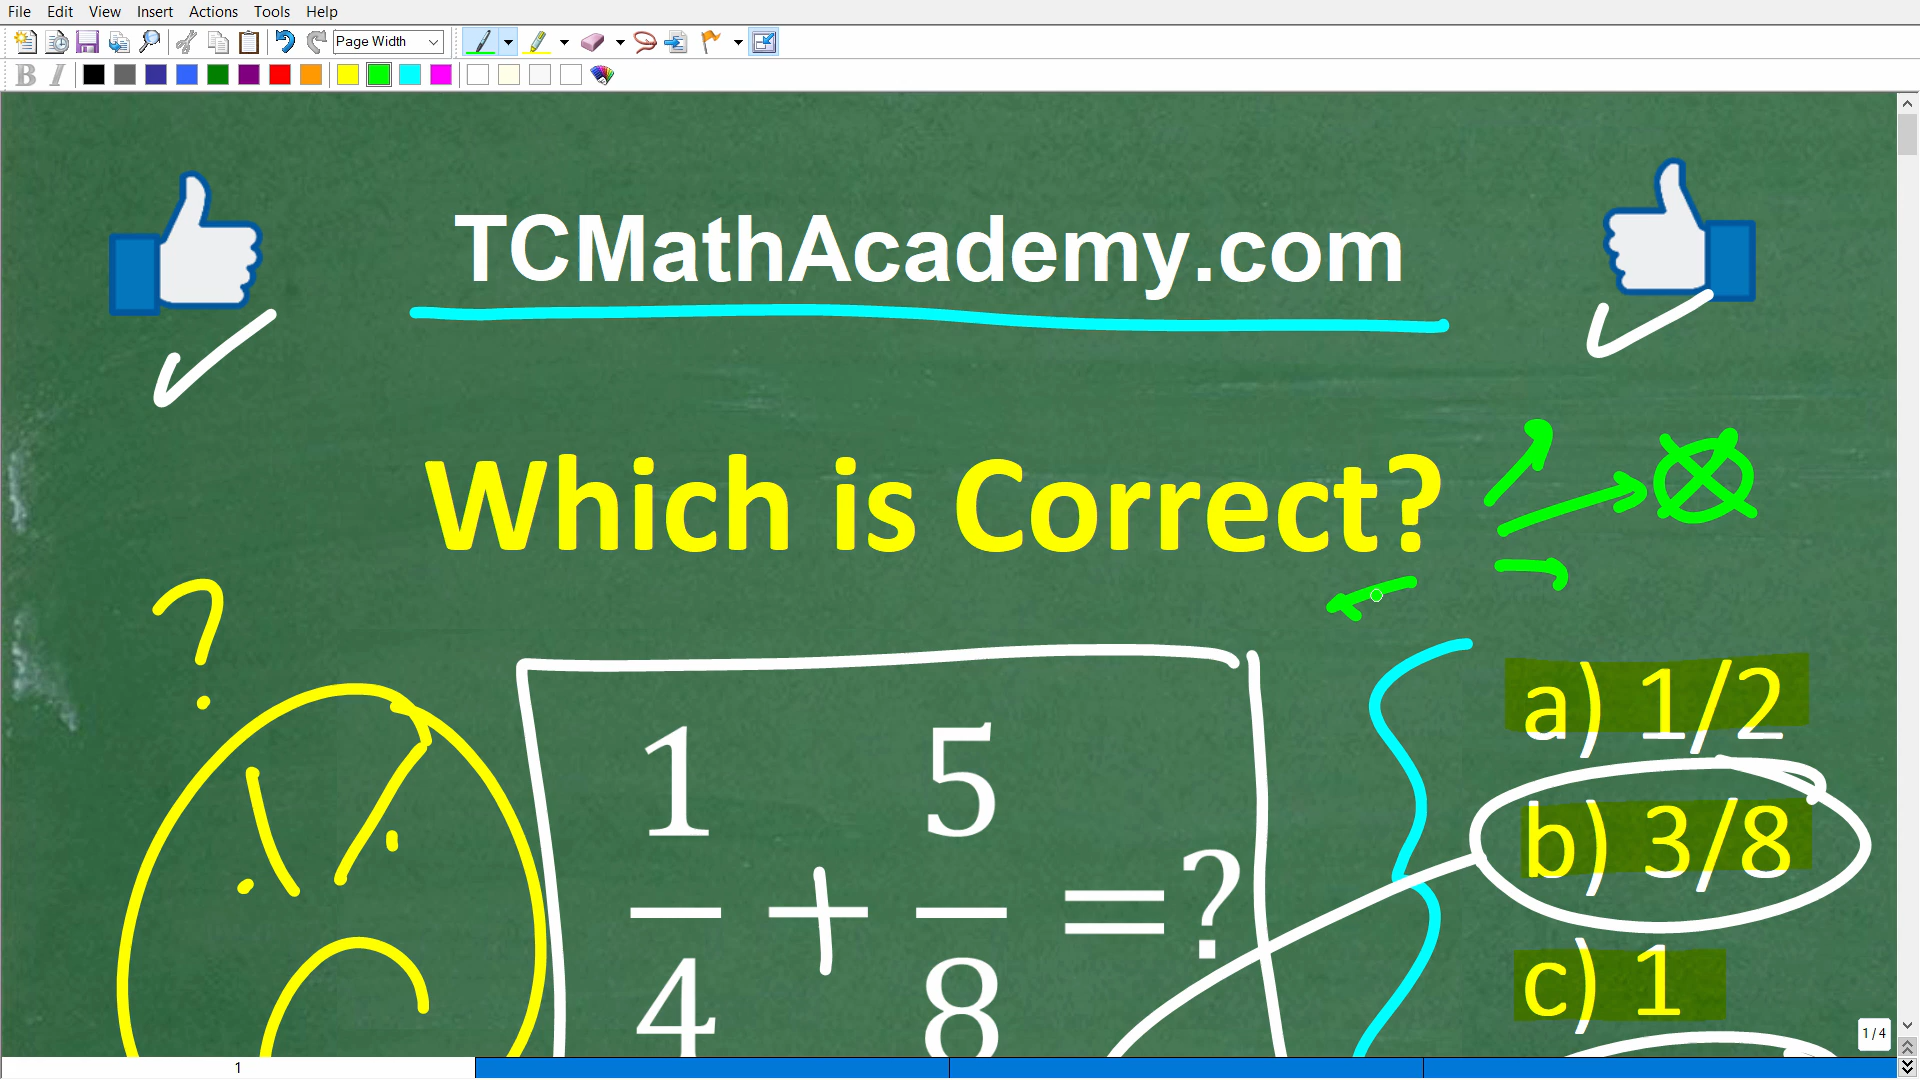 File Edit View Insert Actions Tools Help
Page Width
B I
TCMathAcademy.com
Which is Correct?
?
1/4 + 5/8 = ?
a) 1/2
b) 3/8
c) 1
1 / 4
1